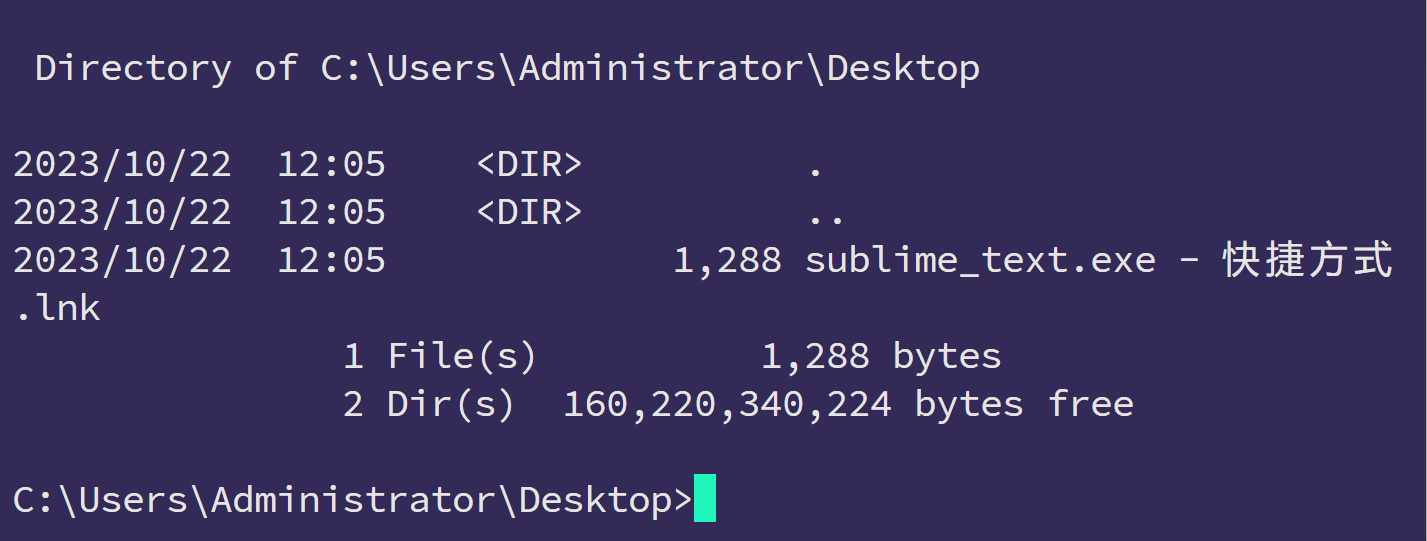 Directory of C:\Users\Administrator\Desktop
2023/10/22  12:05    <DIR>          .
2023/10/22  12:05    <DIR>          ..
2023/10/22  12:05             1,288 sublime_text.exe - 快捷方式
.lnk
               1 File(s)          1,288 bytes
               2 Dir(s)  160,220,340,224 bytes free
C:\Users\Administrator\Desktop>